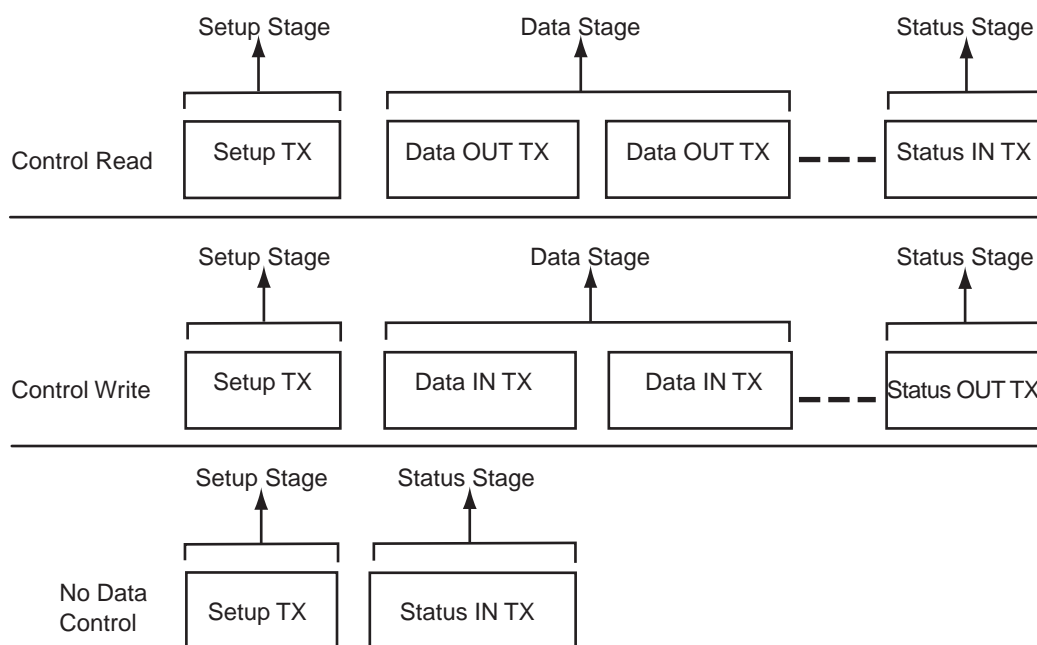 Setup Stage Data Stage Status Stage
Control Read Setup TX Data OUT TX Data OUT TX Status IN TX
Setup Stage Data Stage Status Stage
Control Write Setup TX Data IN TX Data IN TX Status OUT TX
Setup Stage Status Stage
No Data
Control
Setup TX Status IN TX